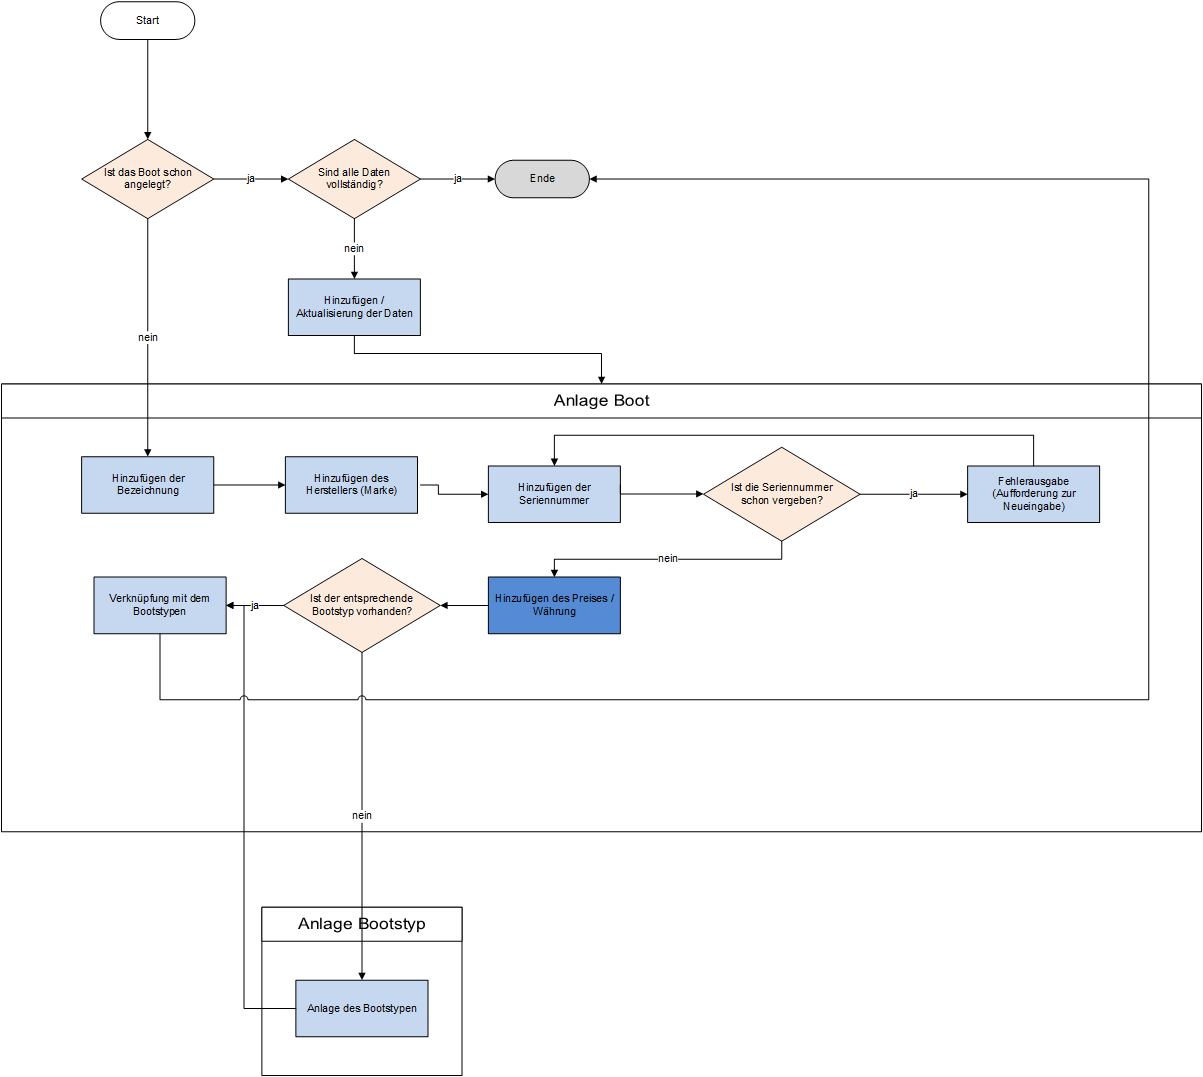 Start
Ist das Boot schon
angelegt?
ja
Sind alle Daten
vollständig?
ja
Ende
nein
Hinzufügen /
Aktualisierung der Daten
nein
Anlage Boot
Hinzufügen der
Bezeichnung
Hinzufügen des
Herstellers (Marke)
Hinzufügen der
Seriennummer
Ist die Seriennummer
schon vergeben?
ja
Fehlerausgabe
(Aufforderung zur
Neueingabe)
nein
Verknüpfung mit dem
Bootstypen
ja
Ist der entsprechende
Bootstyp vorhanden?
Hinzufügen des Preises /
Währung
nein
Anlage Bootstyp
Anlage des Bootstypen